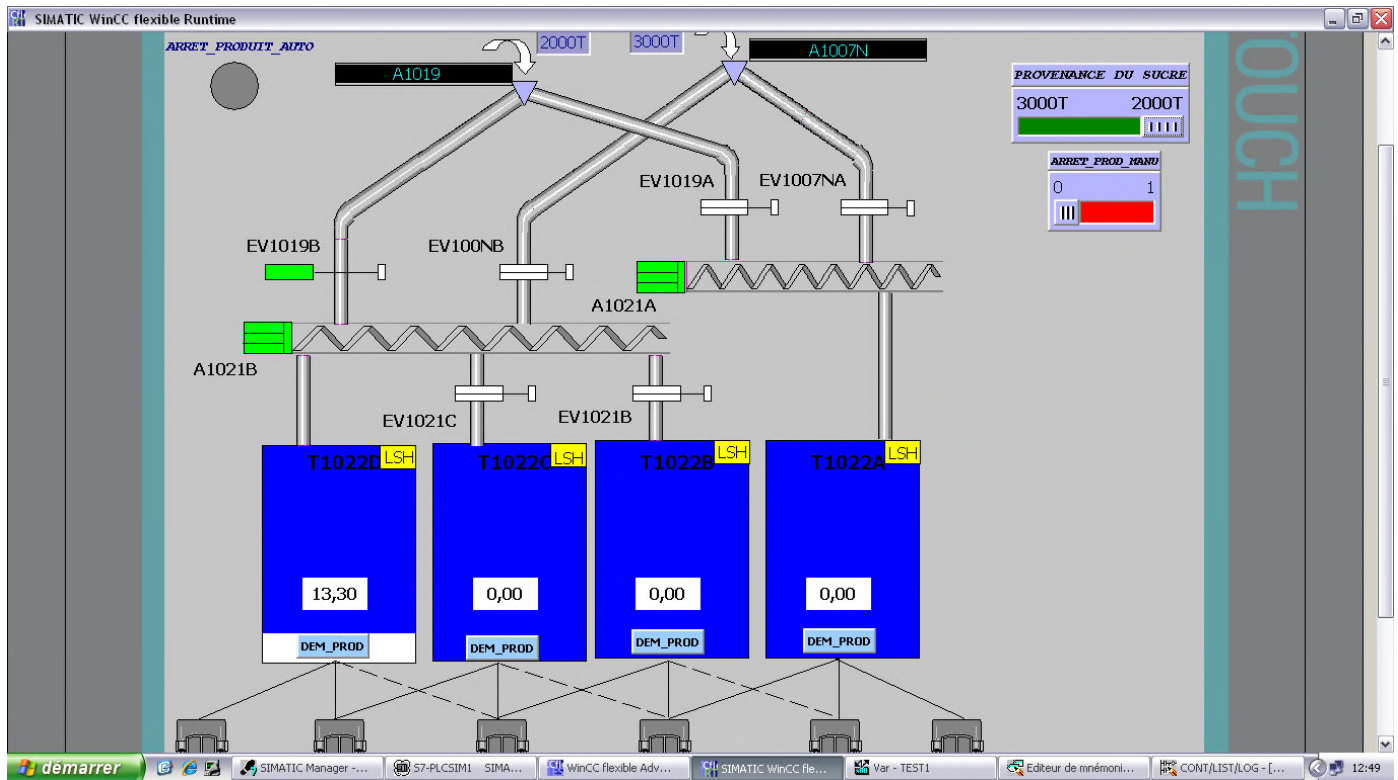 SIMATIC WinCC flexible Runtime
ARRET_PRODUIT_AUTO
2000T
3000T
A1019
A1007N
PROVENANCE DU SUCRE
3000T 2000T
ARRET_PROD_MANU
0 1
TOUCH
EV1019A
EV1007NA
EV1019B
EV100NB
A1021A
A1021B
EV1021C
EV1021B
T1022D
LSH
T1022C
LSH
T1022B
LSH
T1022A
LSH
13,30
0,00
0,00
0,00
DEM_PROD
DEM_PROD
DEM_PROD
DEM_PROD
démarrer
SIMATIC Manager -...
S7-PLCSIM1 SIMA...
WinCC flexible Adv...
SIMATIC WinCC fle...
Var - TEST1
Editeur de mnémoni...
CONT/LIST/LOG - [...
12:49